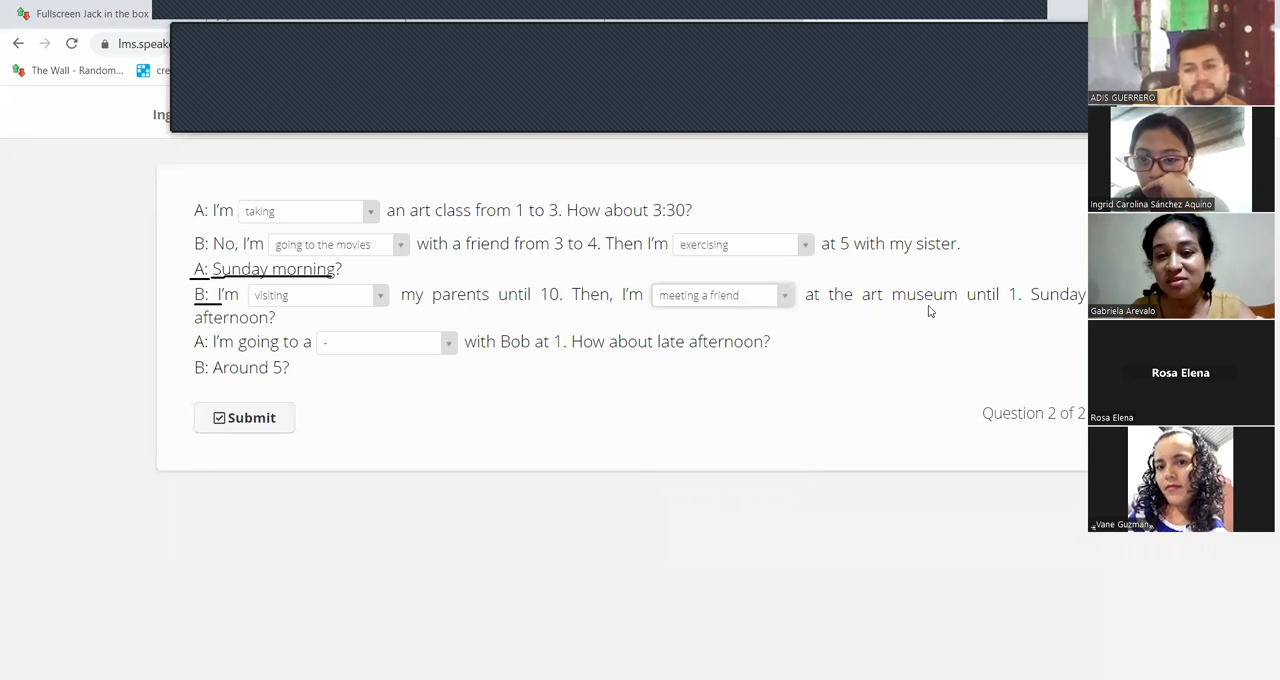 Fullscreen Jack in the box
lms.speak
The Wall - Random...
cre
Ing
A: I'm taking an art class from 1 to 3. How about 3:30?
B: No, I'm going to the movies with a friend from 3 to 4. Then I'm exercising at 5 with my sister.
A: Sunday morning?
B: I'm visiting my parents until 10. Then, I'm meeting a friend at the art museum until 1. Sunday
afternoon?
A: I'm going to a - with Bob at 1. How about late afternoon?
B: Around 5?
Submit
Question 2 of 2
ADIS GUERRERO
Ingrid Carolina Sánchez Aquino
Gabriela Arevalo
Rosa Elena
Rosa Elena
Vane Guzmán